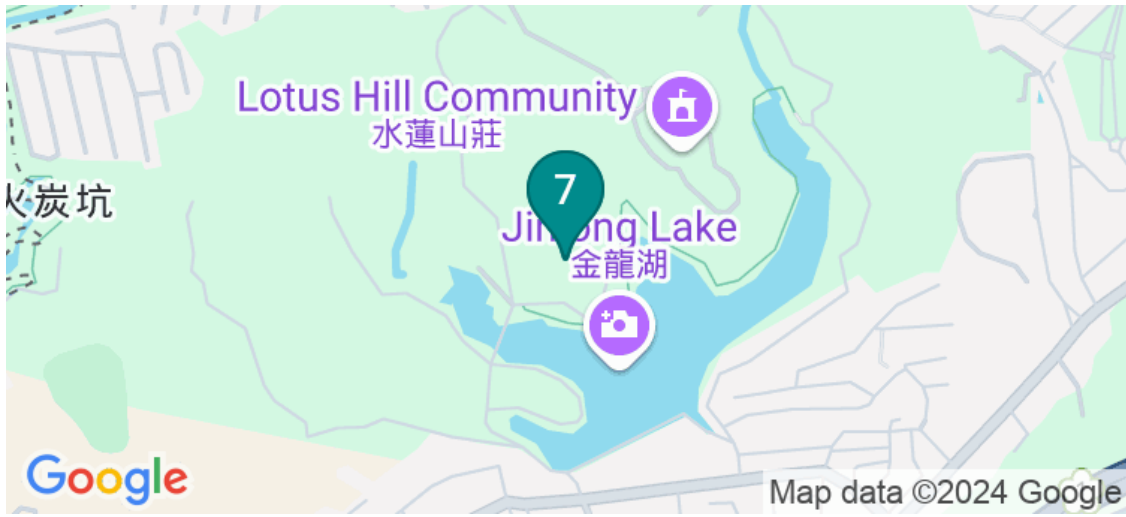 Lotus Hill Community
水蓮山莊
7
火炭坑
Lake
金龍湖
Google
Map data ©2024 Google